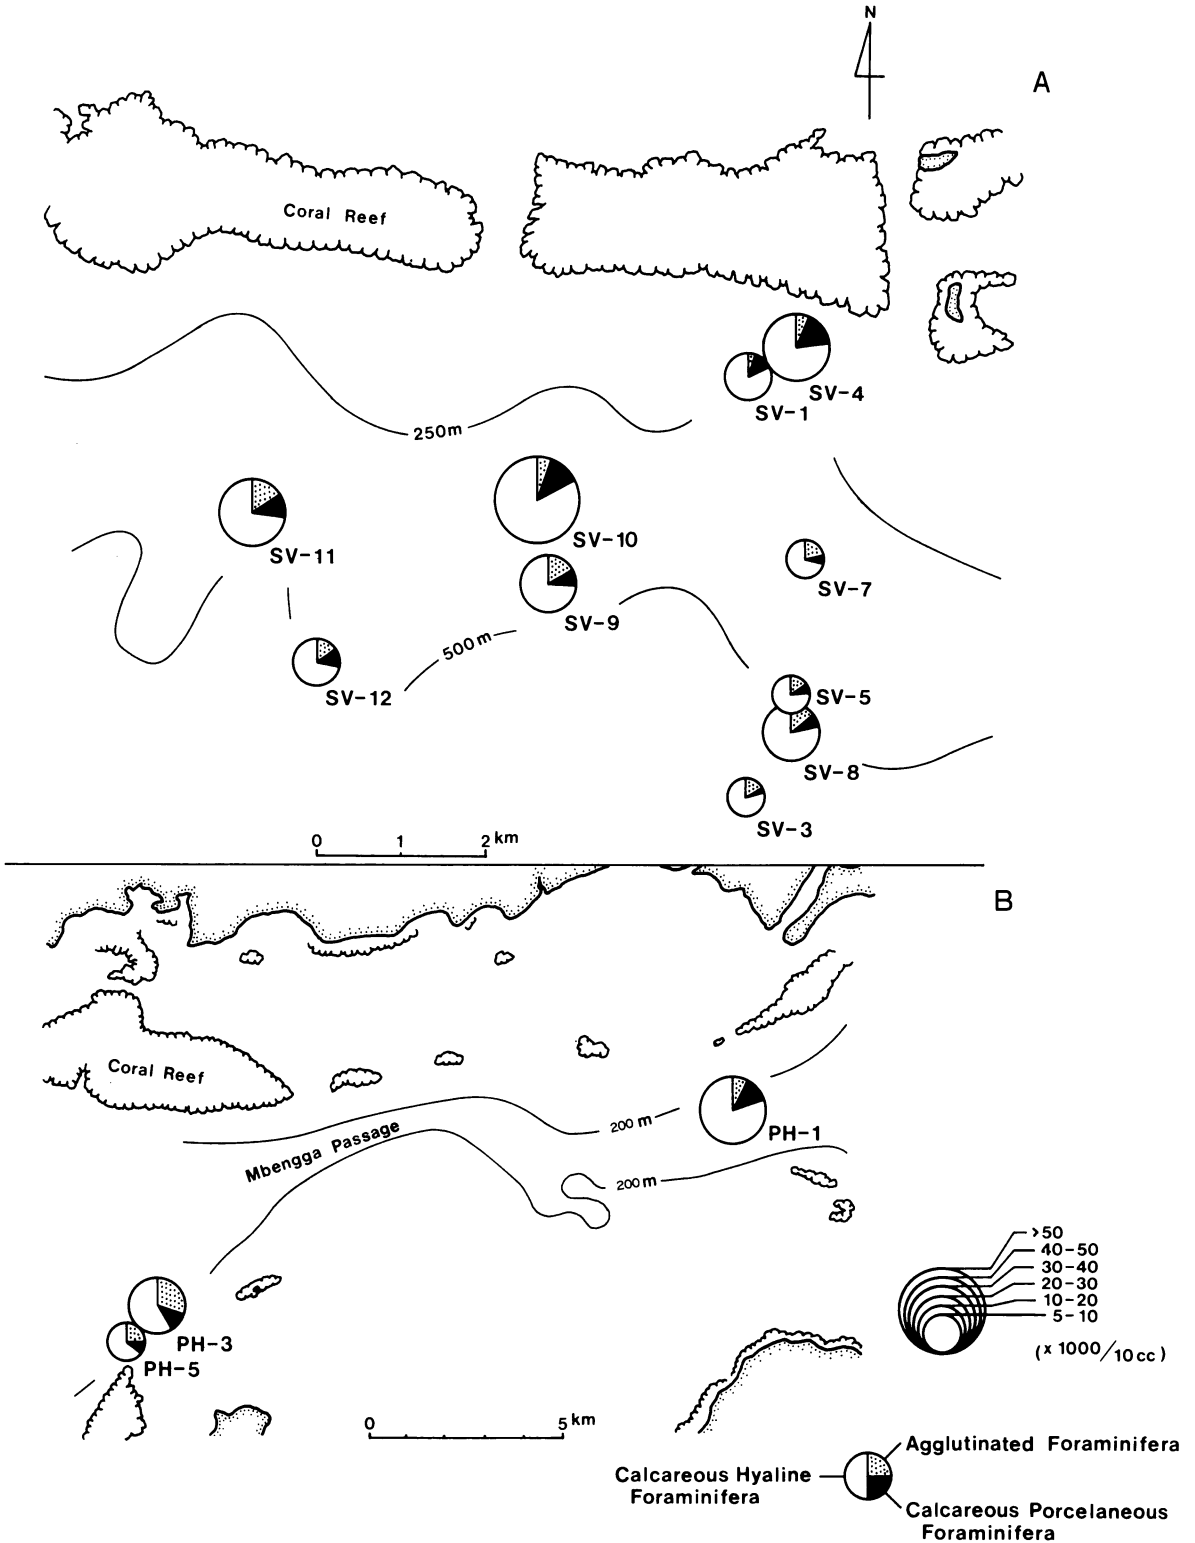 N
A
Coral Reef
250m
SV-4
SV-1
SV-11
SV-10
SV-7
SV-9
500m
SV-12
SV-5
SV-8
SV-3
0 1 2 km
B
Coral Reef
Mbengga Passage
200 m
PH-1
200 m
>50
40-50
30-40
20-30
10-20
5-10
(x 1000/10cc)
PH-3
PH-5
0 5 km
Agglutinated Foraminifera
Calcareous Hyaline
Foraminifera
Calcareous Porcelaneous
Foraminifera